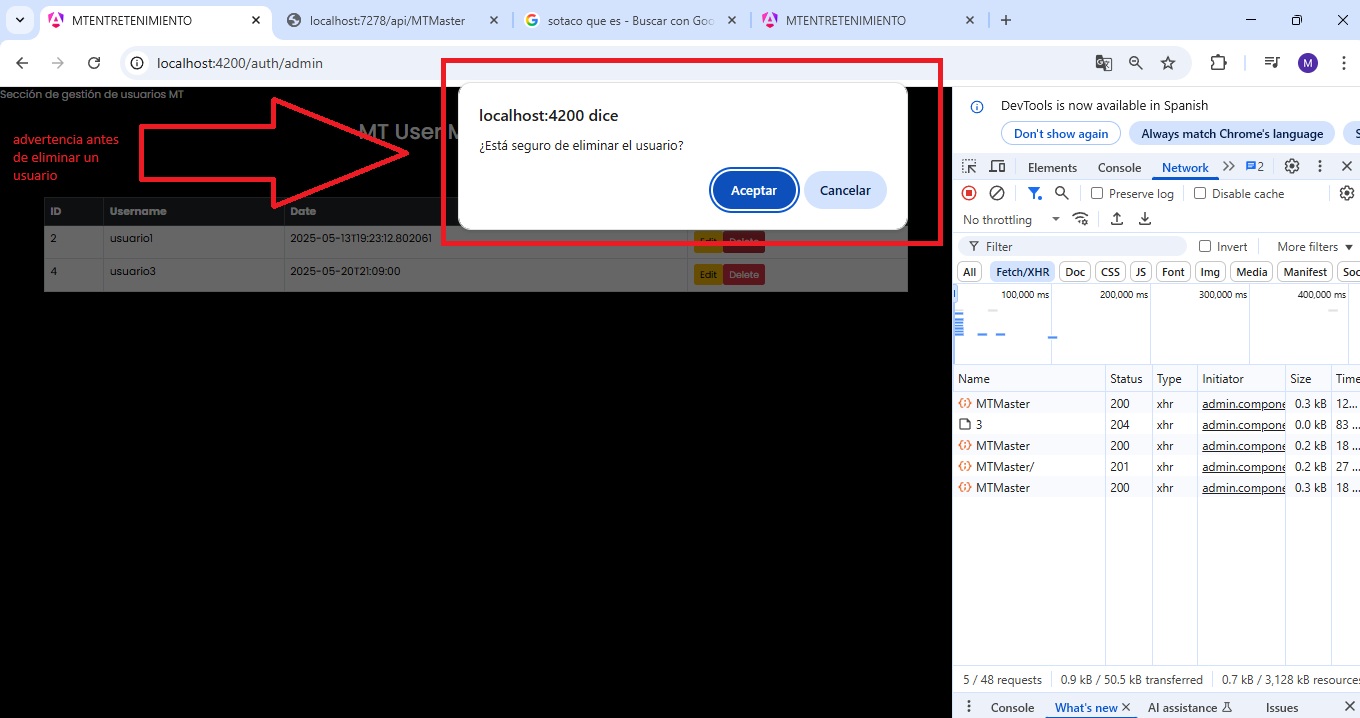 MTENTRETENIMIENTO
localhost:7278/api/MTMaster
sotaco que es - Buscar con Goo
MTENTRETENIMIENTO
localhost:4200/auth/admin
M
Sección de gestión de usuarios MT
advertencia antes
de eliminar un
usuario
MT User M
localhost:4200 dice
¿Está seguro de eliminar el usuario?
Aceptar
Cancelar
ID Username Date
2 usuario1 2025-05-13T19:23:12.802061 Edit Delete
4 usuario3 2025-05-20T21:09:00 Edit Delete
DevTools is now available in Spanish
Don't show again
Always match Chrome's language
S
Elements Console Network 2
Preserve log Disable cache
No throttling
Filter Invert More filters
All Fetch/XHR Doc CSS JS Font Img Media Manifest Soc
100,000 ms 200,000 ms 300,000 ms 400,000 ms
Name Status Type Initiator Size Time
MTMaster 200 xhr admin.compone 0.3 kB 12...
3 204 xhr admin.compone 0.0 kB 83 ...
MTMaster 200 xhr admin.compone 0.2 kB 18 ...
MTMaster/ 201 xhr admin.compone 0.2 kB 27 ...
MTMaster 200 xhr admin.compone 0.3 kB 18 ...
5 / 48 requests 0.9 kB / 50.5 kB transferred 0.7 kB / 3,128 kB resources
Console What's new AI assistance Issues